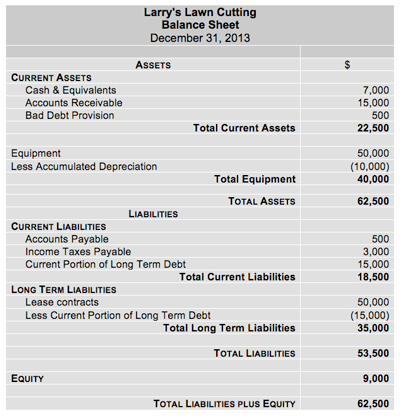 Larry's Lawn Cutting
Balance Sheet
December 31, 2013
ASSETS $
CURRENT ASSETS
Cash & Equivalents 7,000
Accounts Receivable 15,000
Bad Debt Provision 500
Total Current Assets 22,500
Equipment 50,000
Less Accumulated Depreciation (10,000)
Total Equipment 40,000
TOTAL ASSETS 62,500
LIABILITIES
CURRENT LIABILITIES
Accounts Payable 500
Income Taxes Payable 3,000
Current Portion of Long Term Debt 15,000
Total Current Liabilities 18,500
LONG TERM LIABILITIES
Lease contracts 50,000
Less Current Portion of Long Term Debt (15,000)
Total Long Term Liabilities 35,000
TOTAL LIABILITIES 53,500
EQUITY 9,000
TOTAL LIABILITIES PLUS EQUITY 62,500